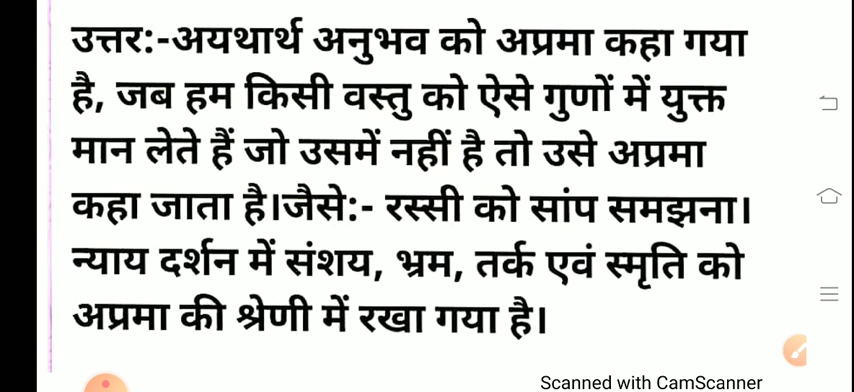 उत्तर:-अयथार्थ अनुभव को अप्रमा कहा गया
है, जब हम किसी वस्तु को ऐसे गुणों में युक्त
मान लेते हैं जो उसमें नहीं है तो उसे अप्रमा
कहा जाता है।जैसे:- रस्सी को सांप समझना।
न्याय दर्शन में संशय, भ्रम, तर्क एवं स्मृति को
अप्रमा की श्रेणी में रखा गया है।
Scanned with CamScanner